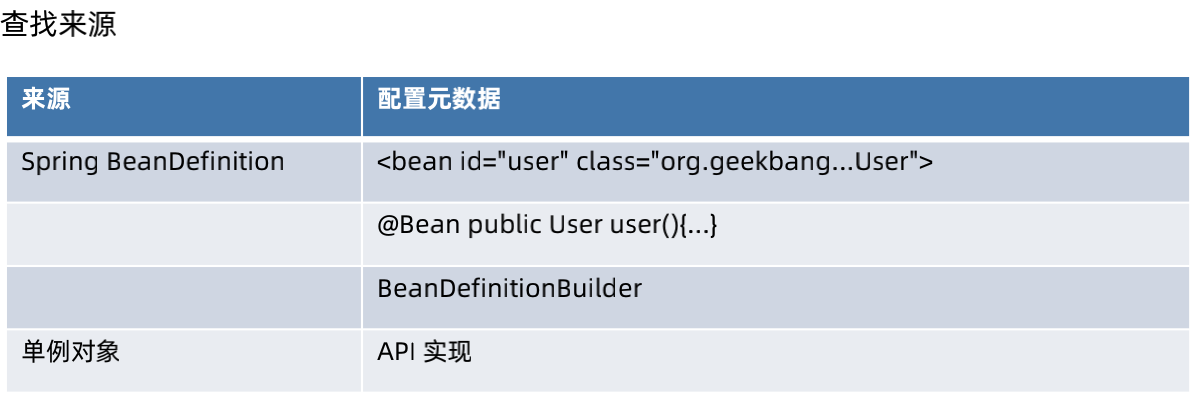 查找来源
来源 配置元数据
Spring BeanDefinition <bean id="user" class="org.geekbang...User">
@Bean public User user(){...}
BeanDefinitionBuilder
单例对象 API 实现